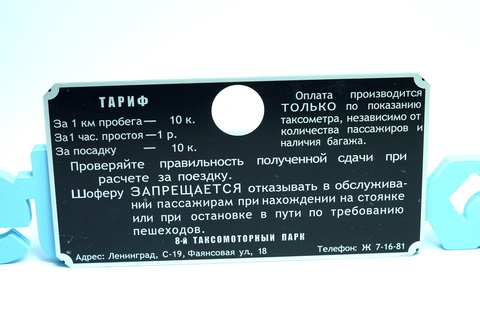 ТАРИФ
За 1 км пробега — 10 к.
За 1 час. простоя — 1 р.
За посадку — 10 к.
Оплата производится
ТОЛЬКО по показанию
таксометра, независимо от
количества пассажиров и
наличия багажа.
Проверяйте правильность полученной сдачи при
расчете за поездку.
Шоферу ЗАПРЕЩАЕТСЯ отказывать в обслужива-
нии пассажирам при нахождении на стоянке
или при остановке в пути по требованию
пешеходов.
8-й ТАКСОМОТОРНЫЙ ПАРК
Адрес: Ленинград, С-19, Фаянсовая ул., 18 Телефон: Ж 7-16-81